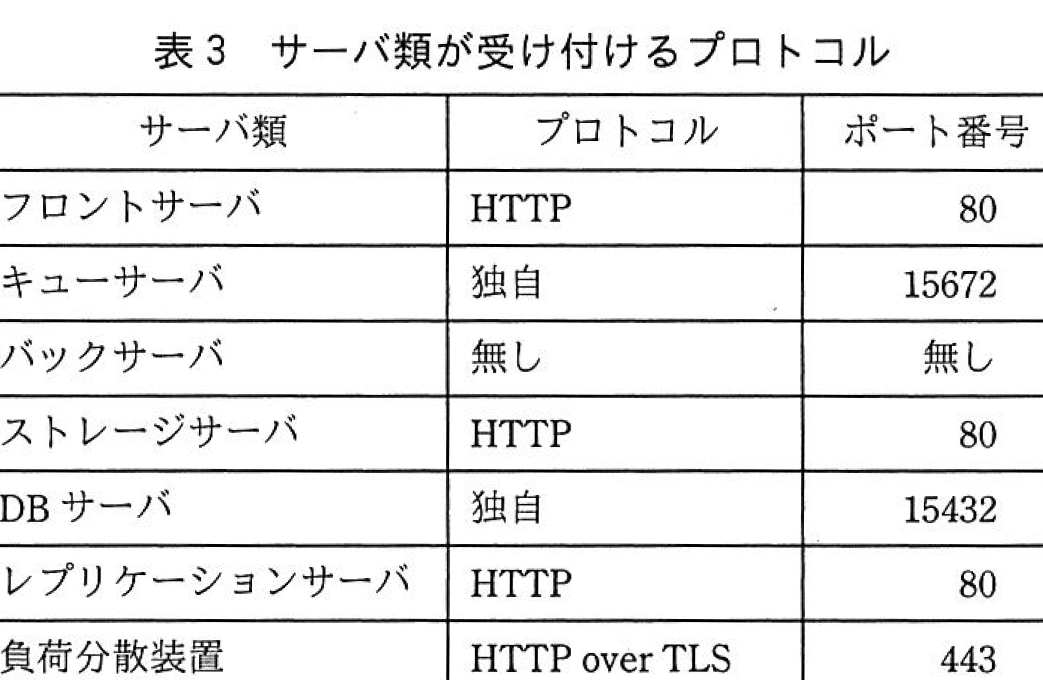 表3 サーバ類が受け付けるプロトコル
サーバ類 プロトコル ポート番号
フロントサーバ HTTP 80
キューサーバ 独自 15672
バックサーバ 無し 無し
ストレージサーバ HTTP 80
DB サーバ 独自 15432
レプリケーションサーバ HTTP 80
負荷分散装置 HTTP over TLS 443